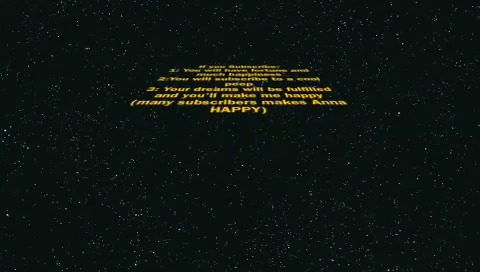 If you Subscribe:
1: You will have fortune and
much happiness
2:You will subscribe to a cool
peep
3: Your dreams will be fulfilled
and you'll make me happy
(many subscribers makes Anna
HAPPY)